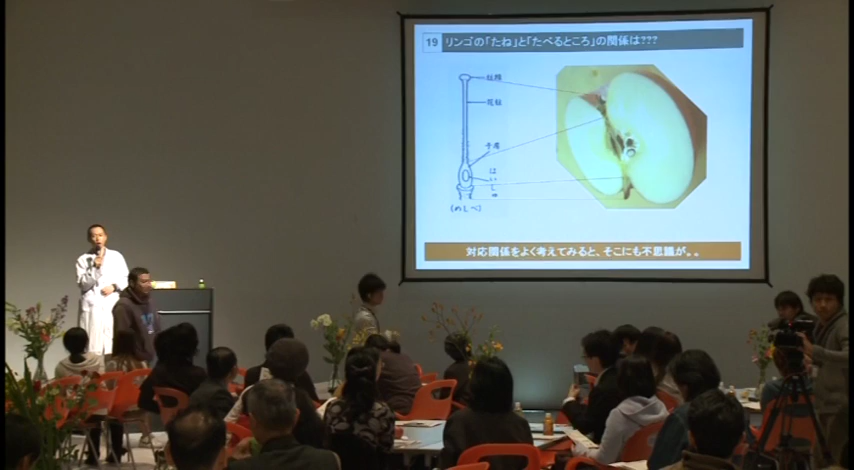 19 リンゴの「たね」と「たべるところ」の関係は???
柱頭
花柱
子房
はいしゅ
(めしべ)
対応関係をよく考えてみると、そこにも不思議が。。